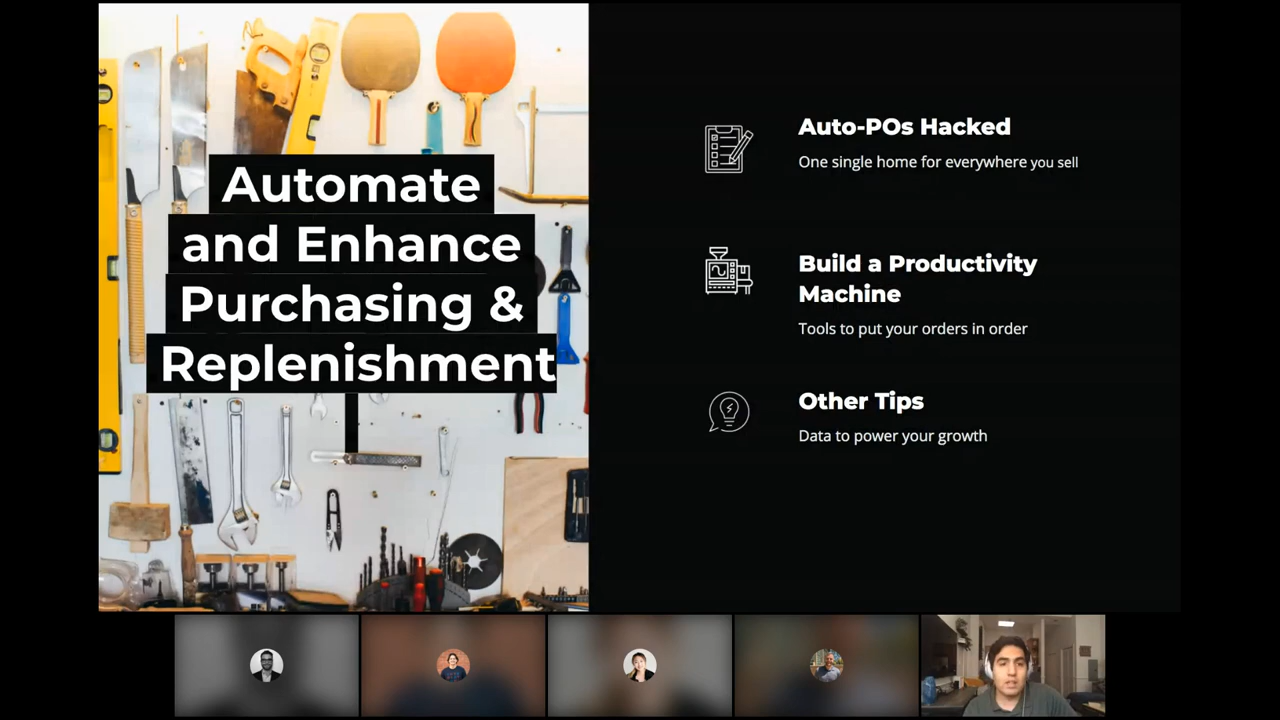 Automate
and Enhance
Purchasing &
Replenishment
Auto-POs Hacked
One single home for everywhere you sell
Build a Productivity
Machine
Tools to put your orders in order
Other Tips
Data to power your growth